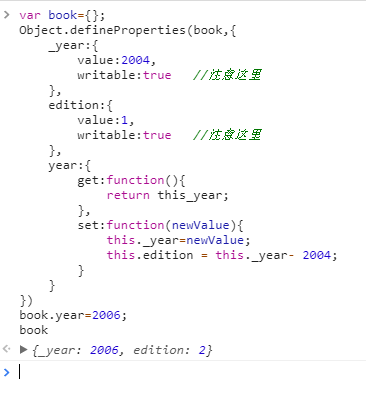 var book={};
Object.defineProperties(book,{
    _year:{
        value:2004,
        writable:true   //注意这里
    },
    edition:{
        value:1,
        writable:true   //注意这里
    },
    year:{
        get:function(){
            return this_year;
        },
        set:function(newValue){
            this._year=newValue;
            this.edition = this._year- 2004;
        }
    }
})
book.year=2006;
book
{_year: 2006, edition: 2}